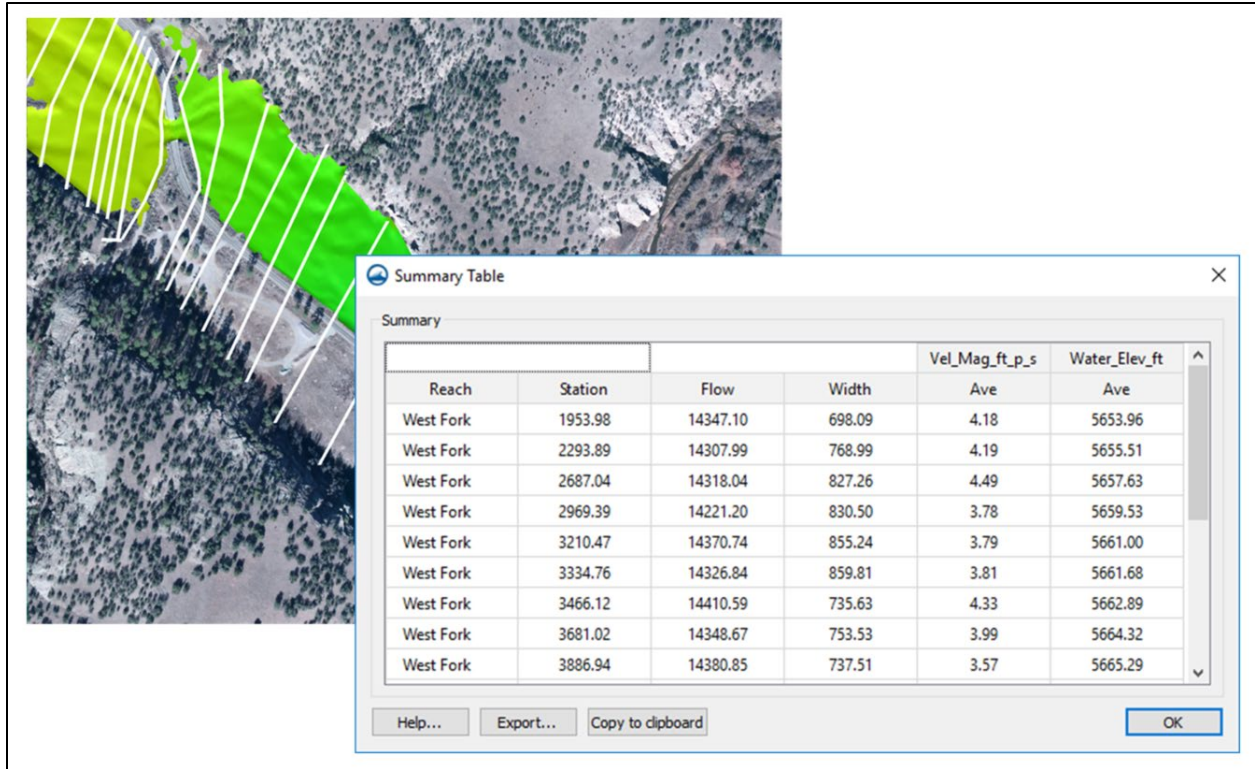 Summary Table
Summary
Vel_Mag_ft_p_s Water_Elev_ft
Reach Station Flow Width Ave Ave
West Fork 1953.98 14347.10 698.09 4.18 5653.96
West Fork 2293.89 14307.99 768.99 4.19 5655.51
West Fork 2687.04 14318.04 827.26 4.49 5657.63
West Fork 2969.39 14221.20 830.50 3.78 5659.53
West Fork 3210.47 14370.74 855.24 3.79 5661.00
West Fork 3334.76 14326.84 859.81 3.81 5661.68
West Fork 3466.12 14410.59 735.63 4.33 5662.89
West Fork 3681.02 14348.67 753.53 3.99 5664.32
West Fork 3886.94 14380.85 737.51 3.57 5665.29
Help... Export... Copy to clipboard OK